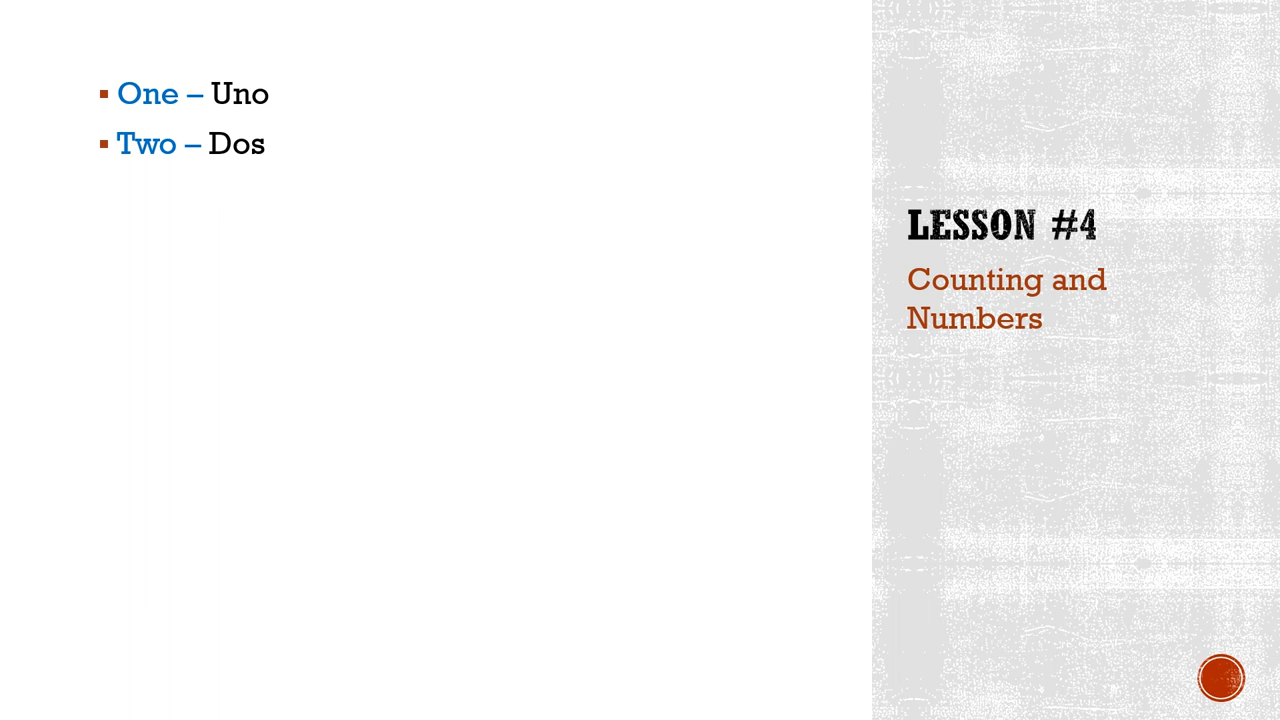 One – Uno
Two – Dos
LESSON #4
Counting and
Numbers